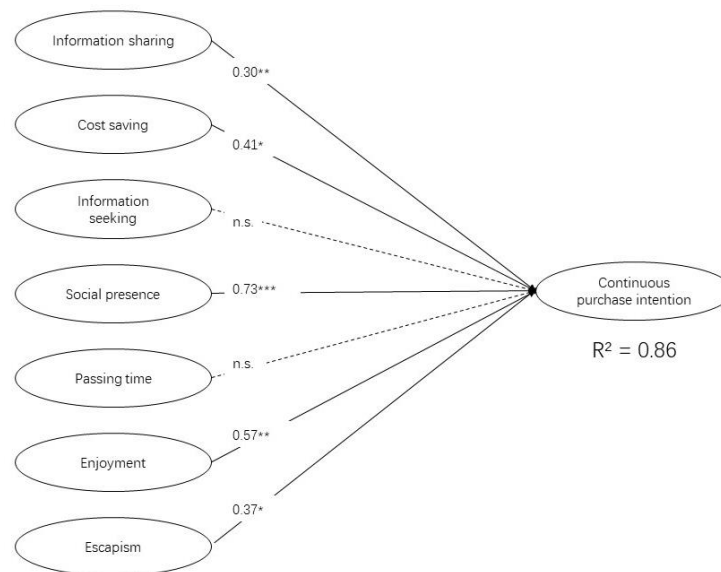 Information sharing
0.30**
Cost saving
0.41*
Information
seeking
n.s.
Social presence
0.73***
Continuous
purchase intention
R² = 0.86
Passing time
n.s.
Enjoyment
0.57**
Escapism
0.37*